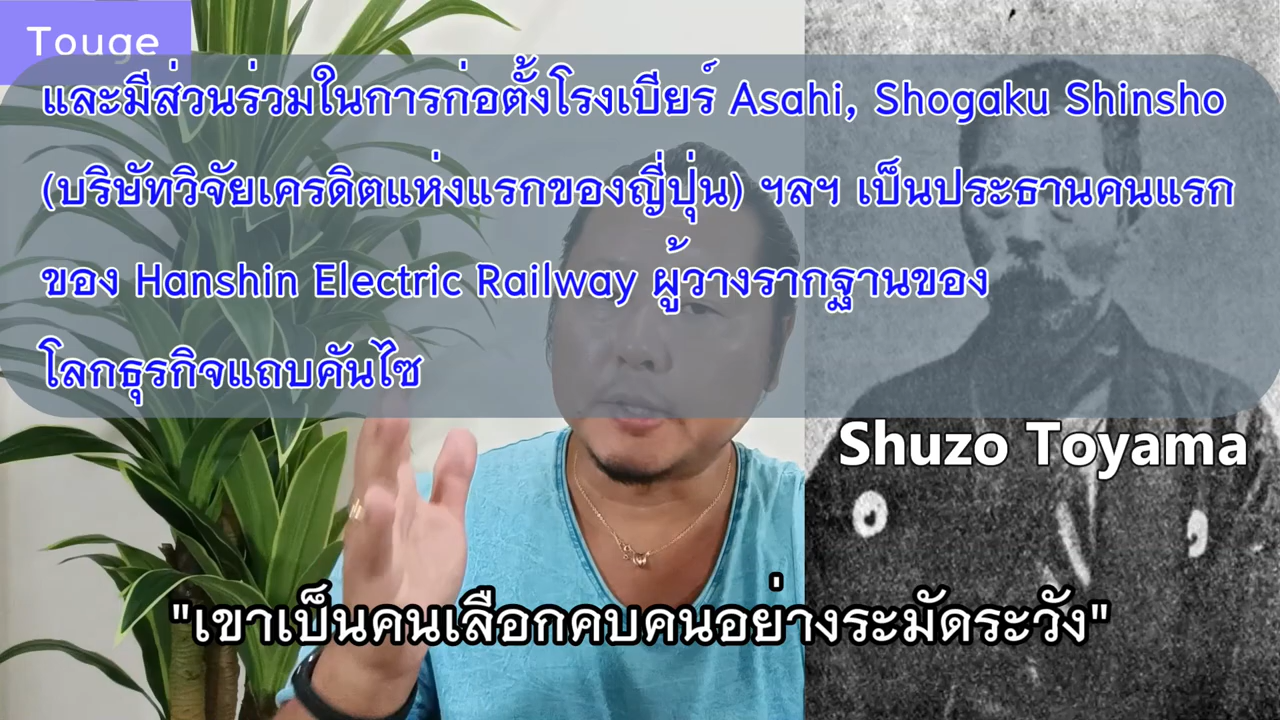 Touge
และมีส่วนร่วมในการก่อตั้งโรงเบียร์ Asahi, Shogaku Shinsho
(บริษัทวิจัยเครดิตแห่งแรกของญี่ปุ่น) ฯลฯ เป็นประธานคนแรก
ของ Hanshin Electric Railway ผู้วางรากฐานของ
โลกธุรกิจแถบคันไซ
Shuzo Toyama
"เขาเป็นคนเลือกคบคนอย่างระมัดระวัง"